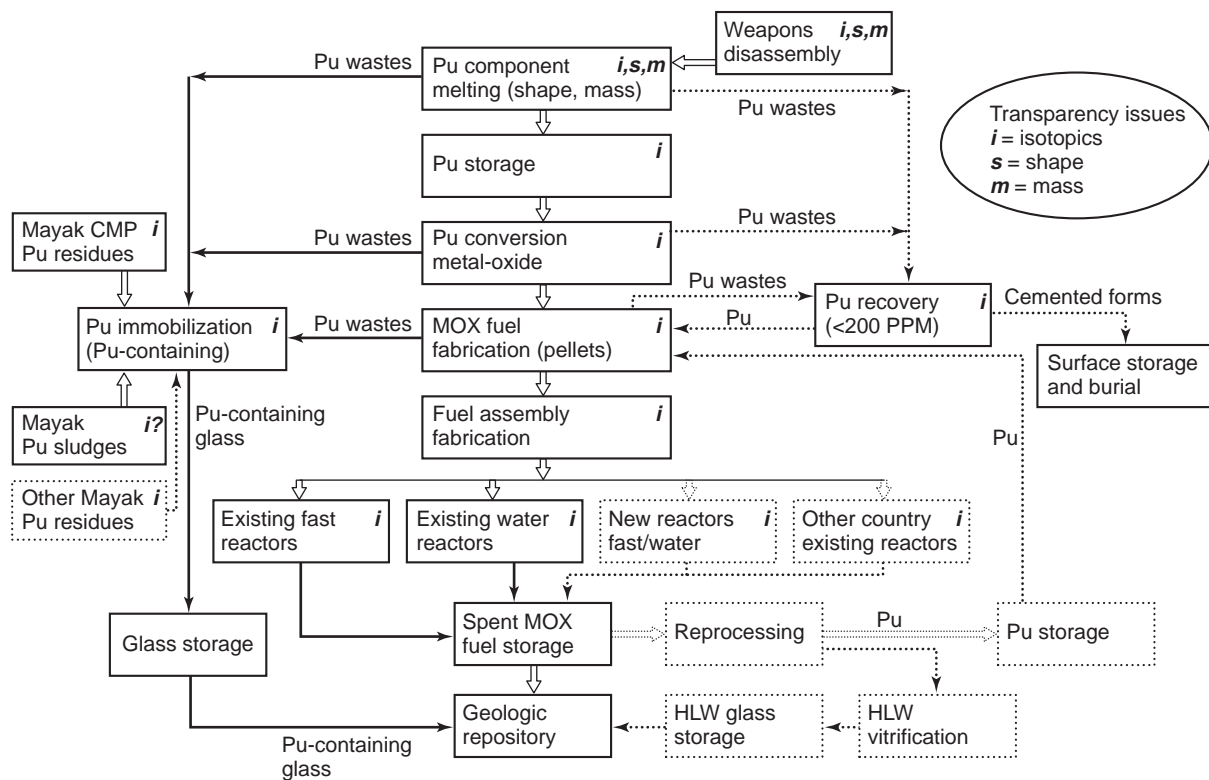 Weapons i,s,m
disassembly
Pu wastes
Pu component i,s,m
melting (shape, mass)
Pu wastes
Transparency issues
i = isotopics
s = shape
m = mass
Pu storage i
Mayak CMP i
Pu residues
Pu wastes
Pu conversion i
metal-oxide
Pu wastes
Pu wastes
Pu recovery i
(<200 PPM)
Cemented forms
Pu immobilization i
(Pu-containing)
Pu wastes
MOX fuel i
fabrication (pellets)
Pu
Surface storage
and burial
Mayak i?
Pu sludges
Pu-containing
glass
Fuel assembly i
fabrication
Pu
Other Mayak i
Pu residues
Existing fast i
reactors
Existing water i
reactors
New reactors i
fast/water
Other country i
existing reactors
Glass storage
Spent MOX
fuel storage
Reprocessing
Pu
Pu storage
Geologic
repository
HLW glass
storage
HLW
vitrification
Pu-containing
glass